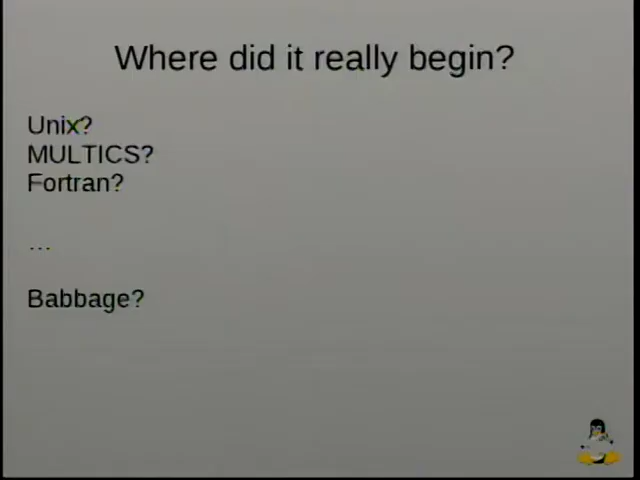 Where did it really begin?
Unix?
MULTICS?
Fortran?
...
Babbage?